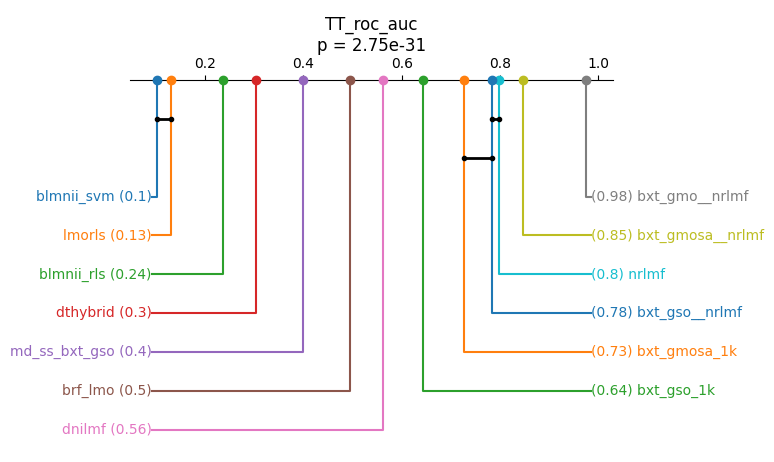 TT_roc_auc
p = 2.75e-31
0.2 0.4 0.6 0.8 1.0
blmnii_svm (0.1) (0.98) bxt_gmo__nrlmf
lmorls (0.13) (0.85) bxt_gmosa__nrlmf
blmnii_rls (0.24) (0.8) nrlmf
dthybrid (0.3) (0.78) bxt_gso__nrlmf
md_ss_bxt_gso (0.4) (0.73) bxt_gmosa_1k
brf_lmo (0.5) (0.64) bxt_gso_1k
dnilmf (0.56)